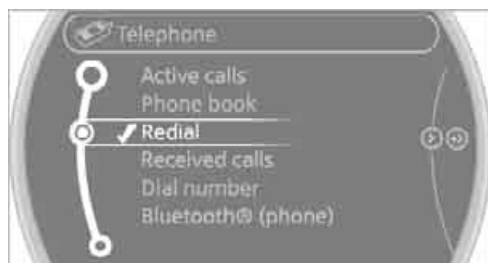 Telephone
Active calls
Phone book
Redial
Received calls
Dial number
Bluetooth® (phone)